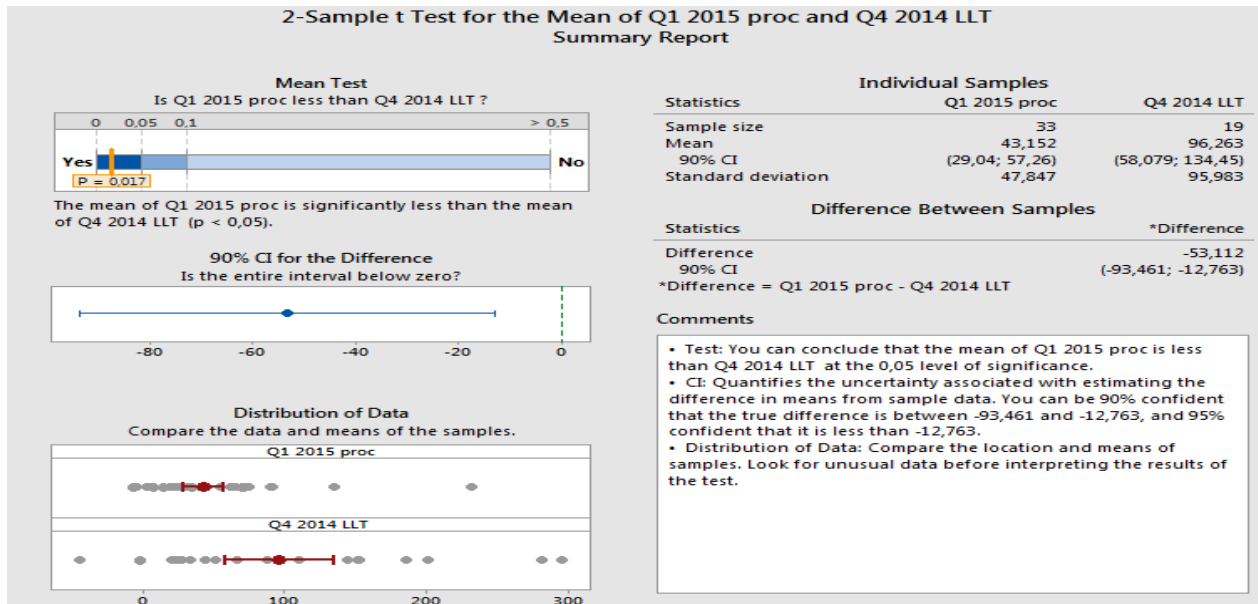 2-Sample t Test for the Mean of Q1 2015 proc and Q4 2014 LLT
Summary Report
Mean Test
Is Q1 2015 proc less than Q4 2014 LLT ?
0 0,05 0,1 > 0,5
Yes No
P = 0,017
The mean of Q1 2015 proc is significantly less than the mean
of Q4 2014 LLT (p < 0,05).
90% CI for the Difference
Is the entire interval below zero?
-80 -60 -40 -20 0
Distribution of Data
Compare the data and means of the samples.
Q1 2015 proc
Q4 2014 LLT
0 100 200 300
Individual Samples
Statistics Q1 2015 proc Q4 2014 LLT
Sample size 33 19
Mean 43,152 96,263
90% CI (29,04; 57,26) (58,079; 134,45)
Standard deviation 47,847 95,983
Difference Between Samples
Statistics *Difference
Difference -53,112
90% CI (-93,461; -12,763)
*Difference = Q1 2015 proc - Q4 2014 LLT
Comments
• Test: You can conclude that the mean of Q1 2015 proc is less
than Q4 2014 LLT at the 0,05 level of significance.
• CI: Quantifies the uncertainty associated with estimating the
difference in means from sample data. You can be 90% confident
that the true difference is between -93,461 and -12,763, and 95%
confident that it is less than -12,763.
• Distribution of Data: Compare the location and means of
samples. Look for unusual data before interpreting the results of
the test.